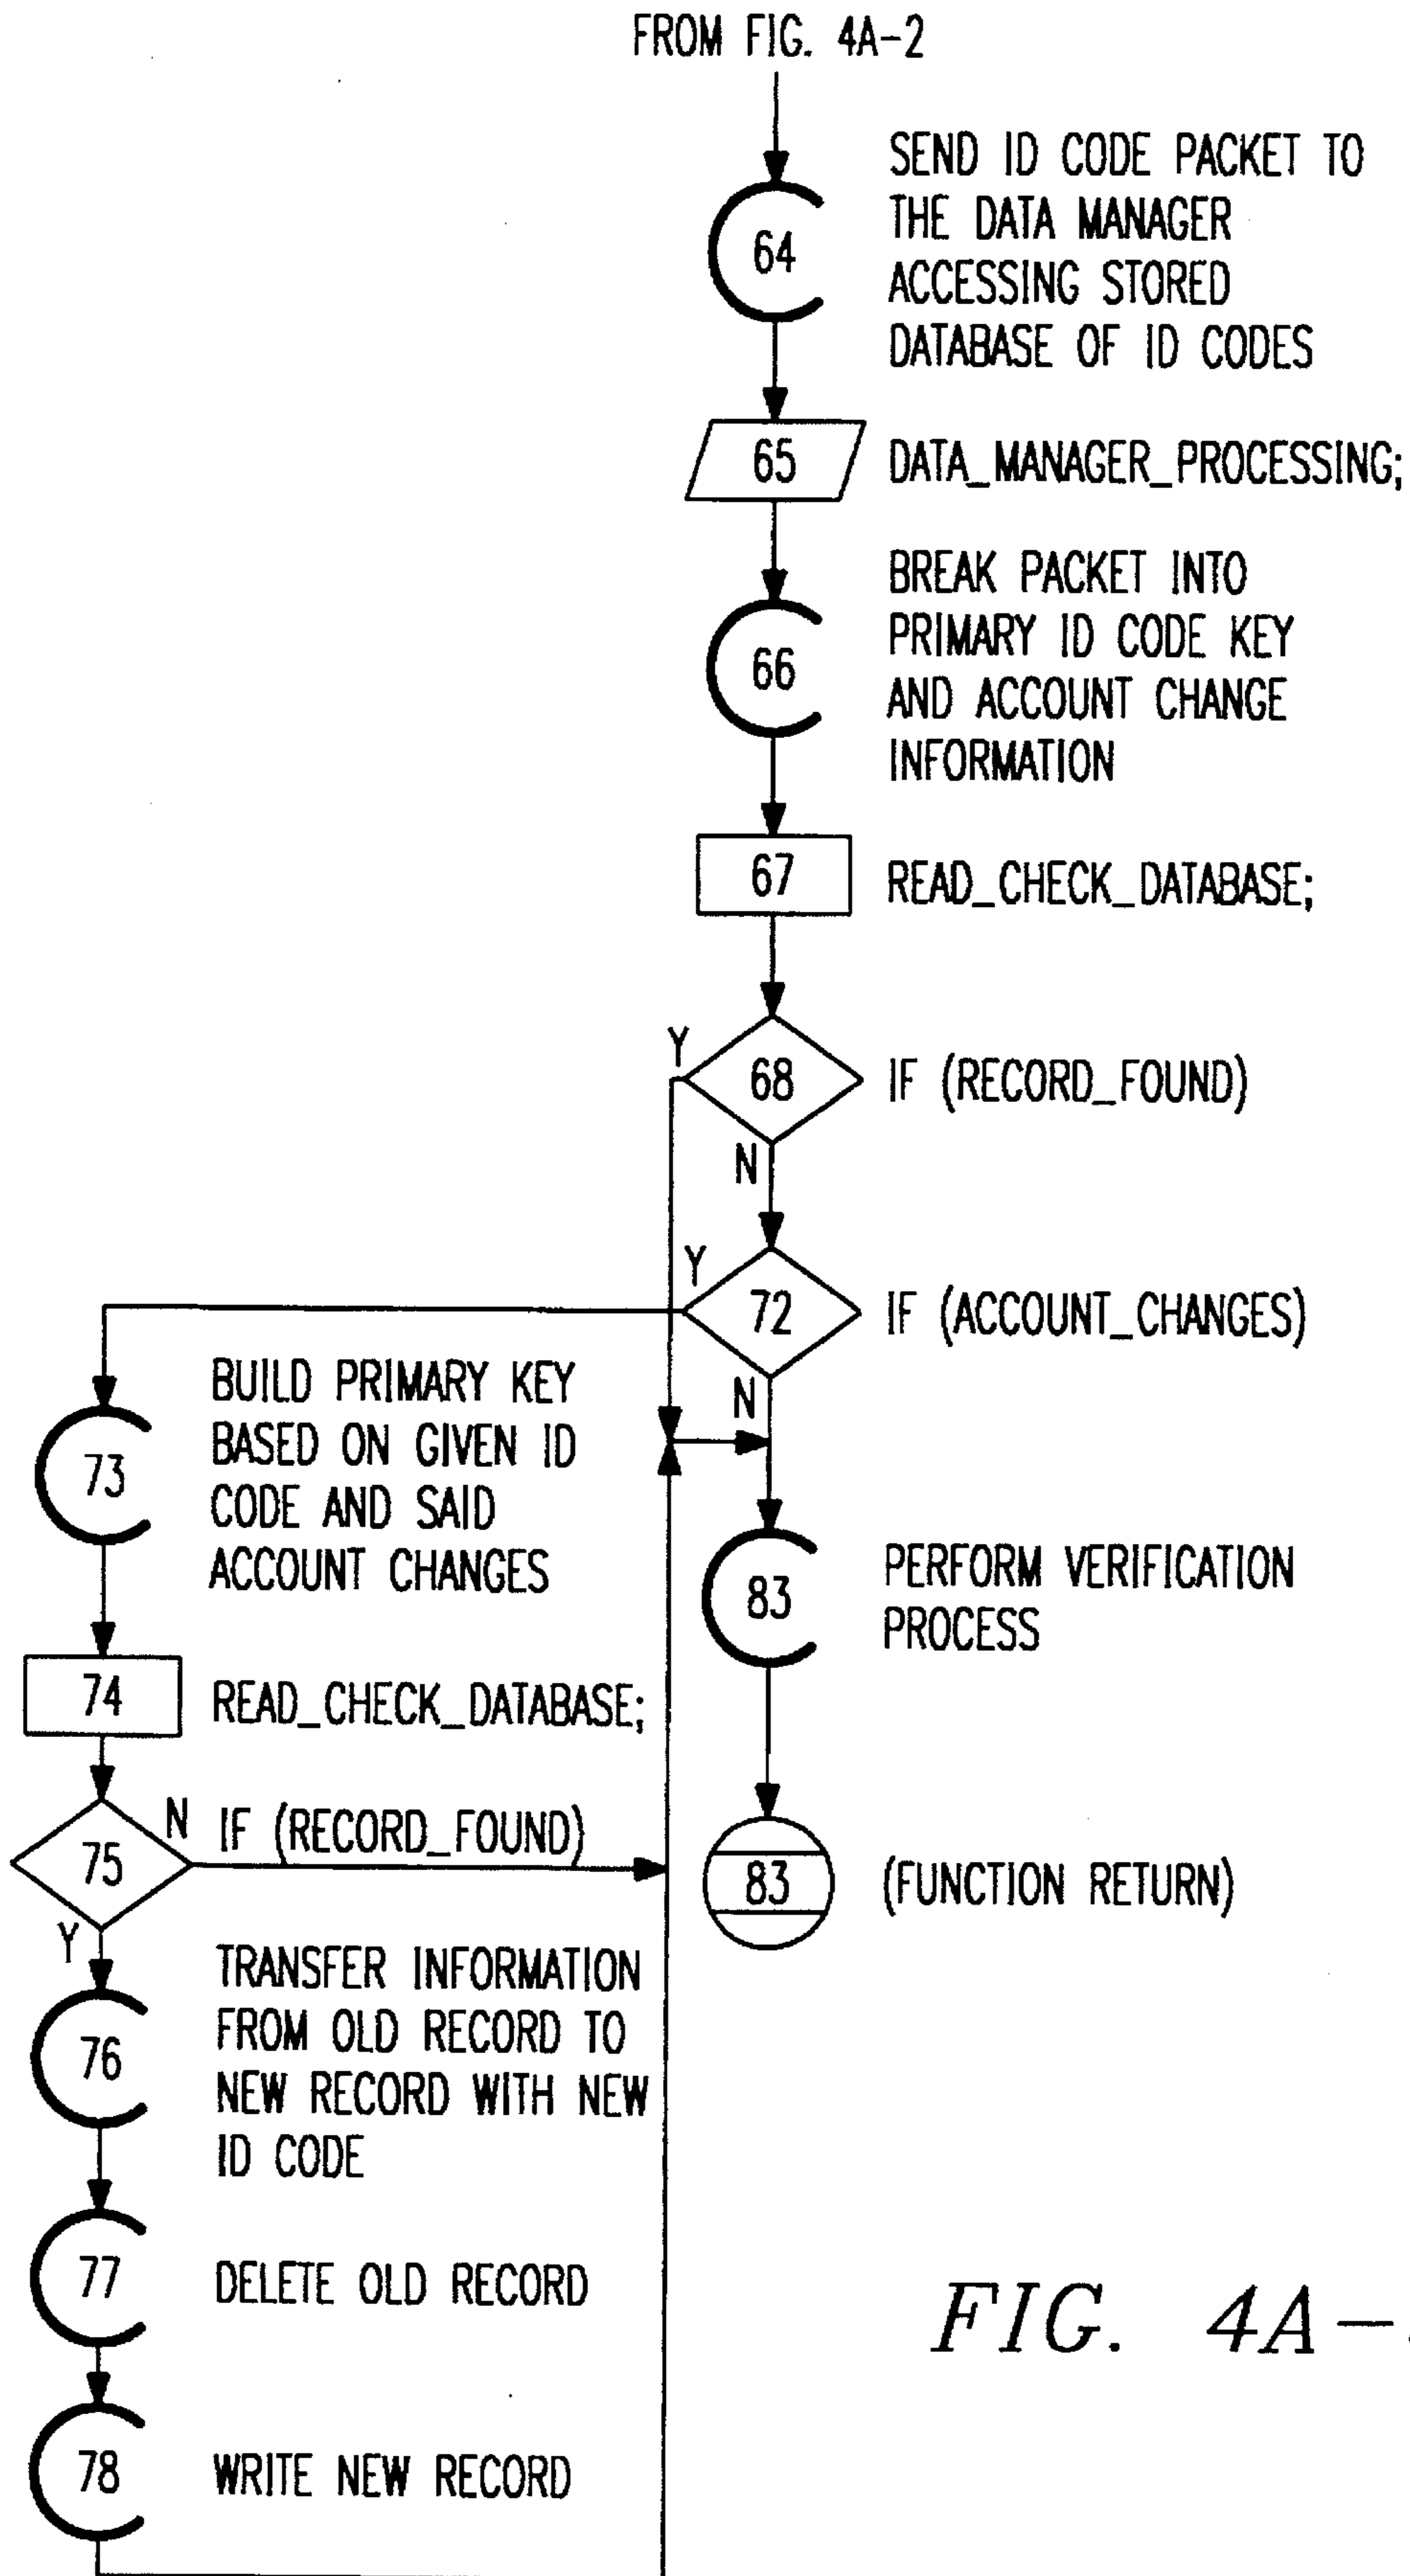 FROM FIG. 4A-2
64
SEND ID CODE PACKET TO
THE DATA MANAGER
ACCESSING STORED
DATABASE OF ID CODES
65
DATA_MANAGER_PROCESSING;
66
BREAK PACKET INTO
PRIMARY ID CODE KEY
AND ACCOUNT CHANGE
INFORMATION
67
READ_CHECK_DATABASE;
Y
68
IF (RECORD_FOUND)
N
Y
72
IF (ACCOUNT_CHANGES)
N
73
BUILD PRIMARY KEY
BASED ON GIVEN ID
CODE AND SAID
ACCOUNT CHANGES
83
PERFORM VERIFICATION
PROCESS
74
READ_CHECK_DATABASE;
75
N
IF (RECORD_FOUND)
Y
83
(FUNCTION RETURN)
76
TRANSFER INFORMATION
FROM OLD RECORD TO
NEW RECORD WITH NEW
ID CODE
77
DELETE OLD RECORD
FIG. 4A-
78
WRITE NEW RECORD